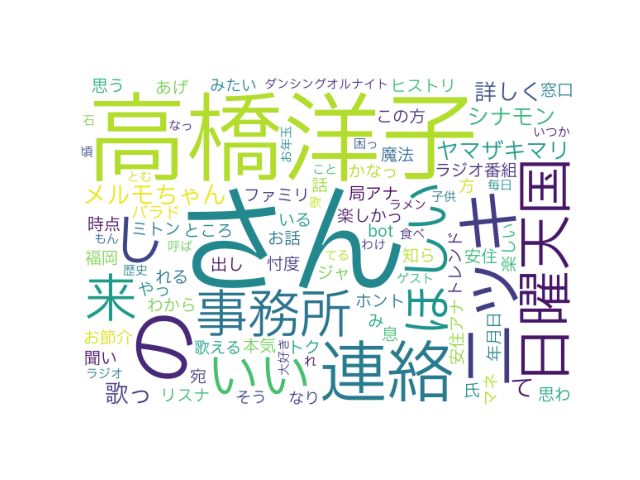 思う
あげ
みたい
ダンシングオルナイト
ヒストリ
詳しく
窓口
石
なっ
高橋洋子
お年玉
この方
シナモン
いつか
頃
とむ
困っ
魔法
ヤマザキマリ
メルモちゃん
ファミリ
話
かなっ
ラジオ番組
方
毎日
パラド
歌
局アナ
子供
ラメン
時点
し
ミトン
ところ
さん
いる
楽しかっ
ほしい
ニッキ
日曜天国
もん
お話
bot
食べ
トレンド
楽しい
福岡
呼ば
わけ
知ら
安住
歴史
れる
出し
忖度
てる
ジャ
ゲスト
来
やっ
の
事務所
ホント
安住アナ
年月日
わから
み
息
お節介
歌える
本気
大好き
トク
連絡
聞い
いい
れ
ラジオ
歌っ
リスナ
宛
そう
なり
氏
マネ
て
思わ
こと